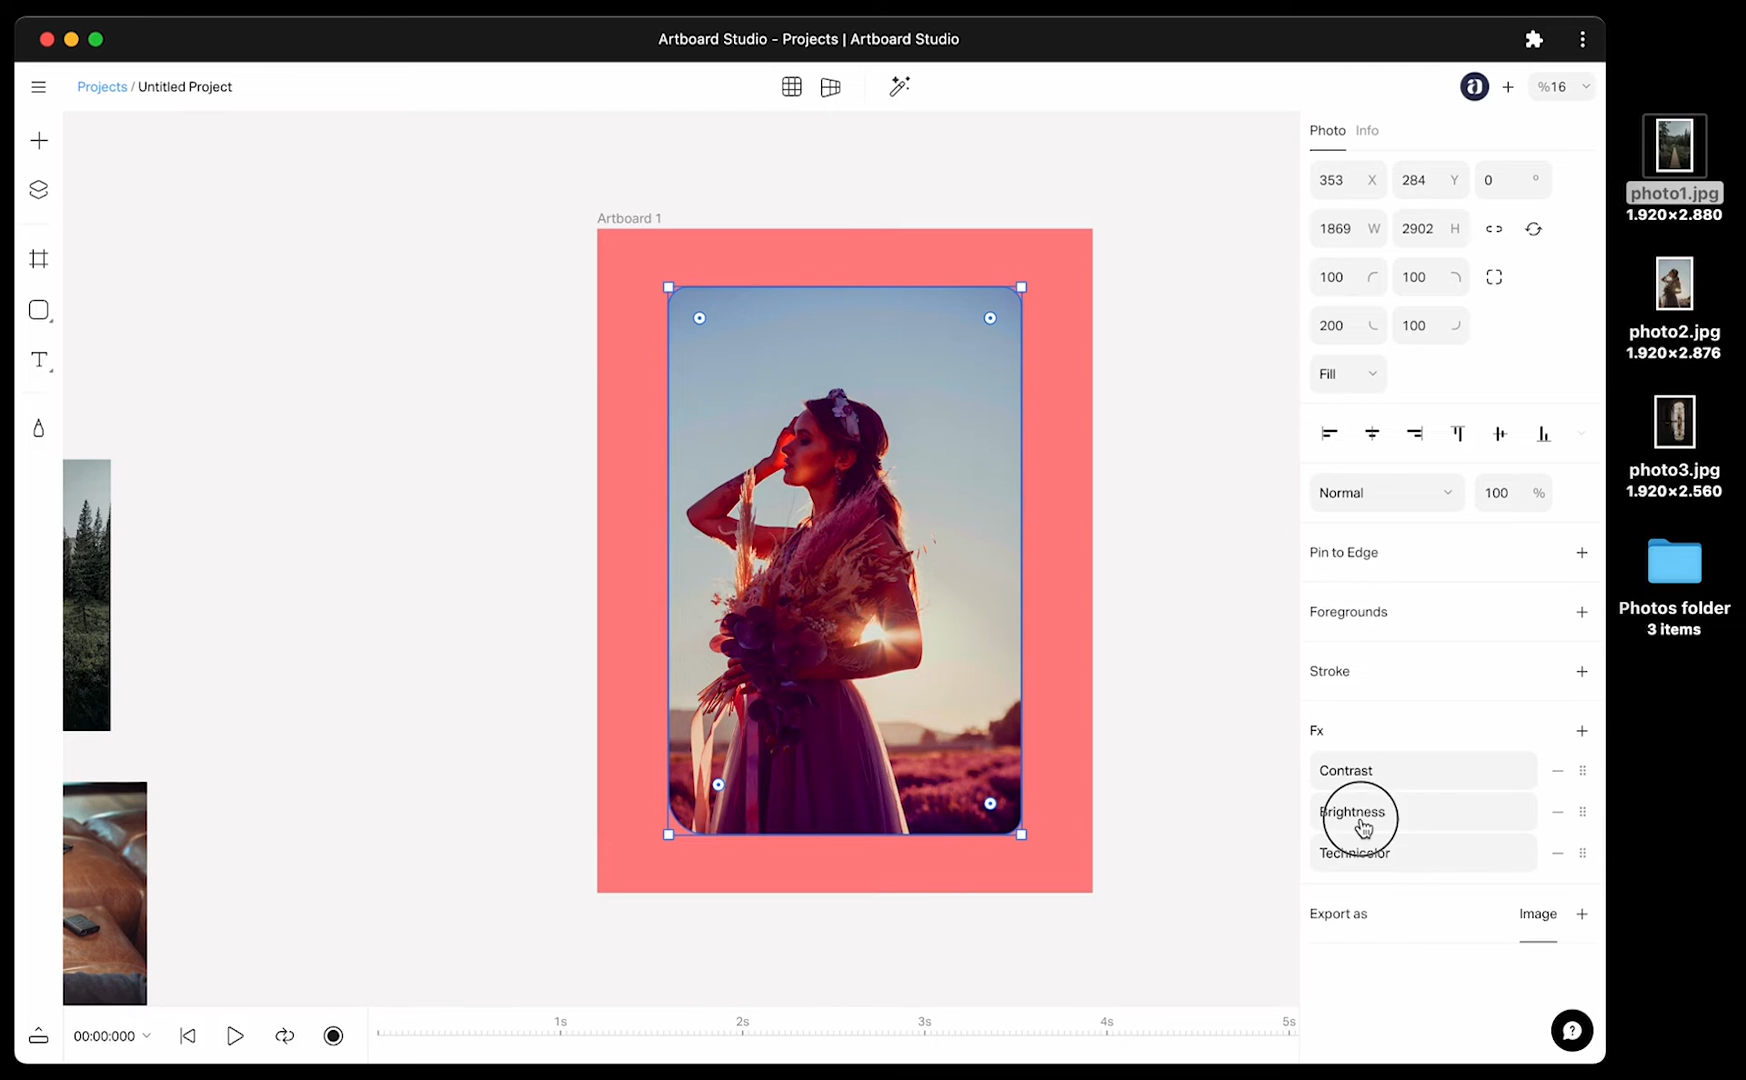 Artboard Studio - Projects | Artboard Studio
Projects / Untitled Project
a
%16
Photo Info
353 X 284 Y 0 °
1869 W 2902 H
100 100
200 100
Fill
Normal 100 %
Pin to Edge
Foregrounds
Stroke
Fx
Contrast
Brightness
Technicolor
Export as Image
Artboard 1
T
00:00:000
1s 2s 3s 4s 5s
photo1.jpg
1.920×2.880
photo2.jpg
1.920×2.876
photo3.jpg
1.920×2.560
Photos folder
3 items